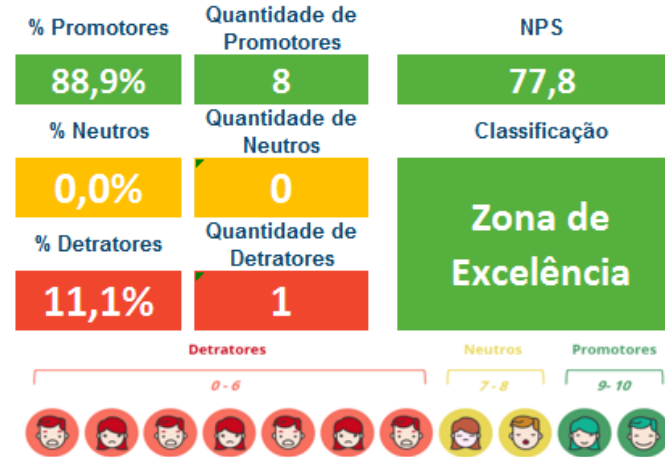 % Promotores
Quantidade de
Promotores
NPS
88,9%
8
77,8
% Neutros
Quantidade de
Neutros
Classificação
0,0%
0
Zona de
Excelência
% Detratores
Quantidade de
Detratores
11,1%
1
Detratores
Neutros
Promotores
0 - 6
7 - 8
9- 10